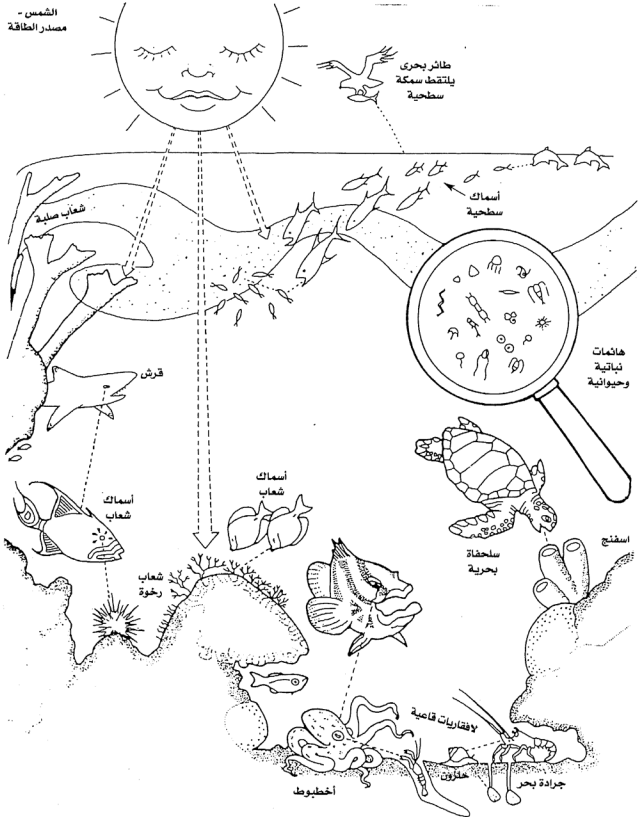 الشمس -
مصدر الطاقة
طائر بحرى
يلتقط سمكة
سطحية
أسماك
سطحية
شعاب صلبة
هائمات
نباتية
وحيوانية
قرش
أسماك
شعاب
أسماك
شعاب
شعاب
رخوة
سلحفاة
بحرية
اسفنج
لافقاريات قاعية
حلزون
جرادة بحر
أخطبوط